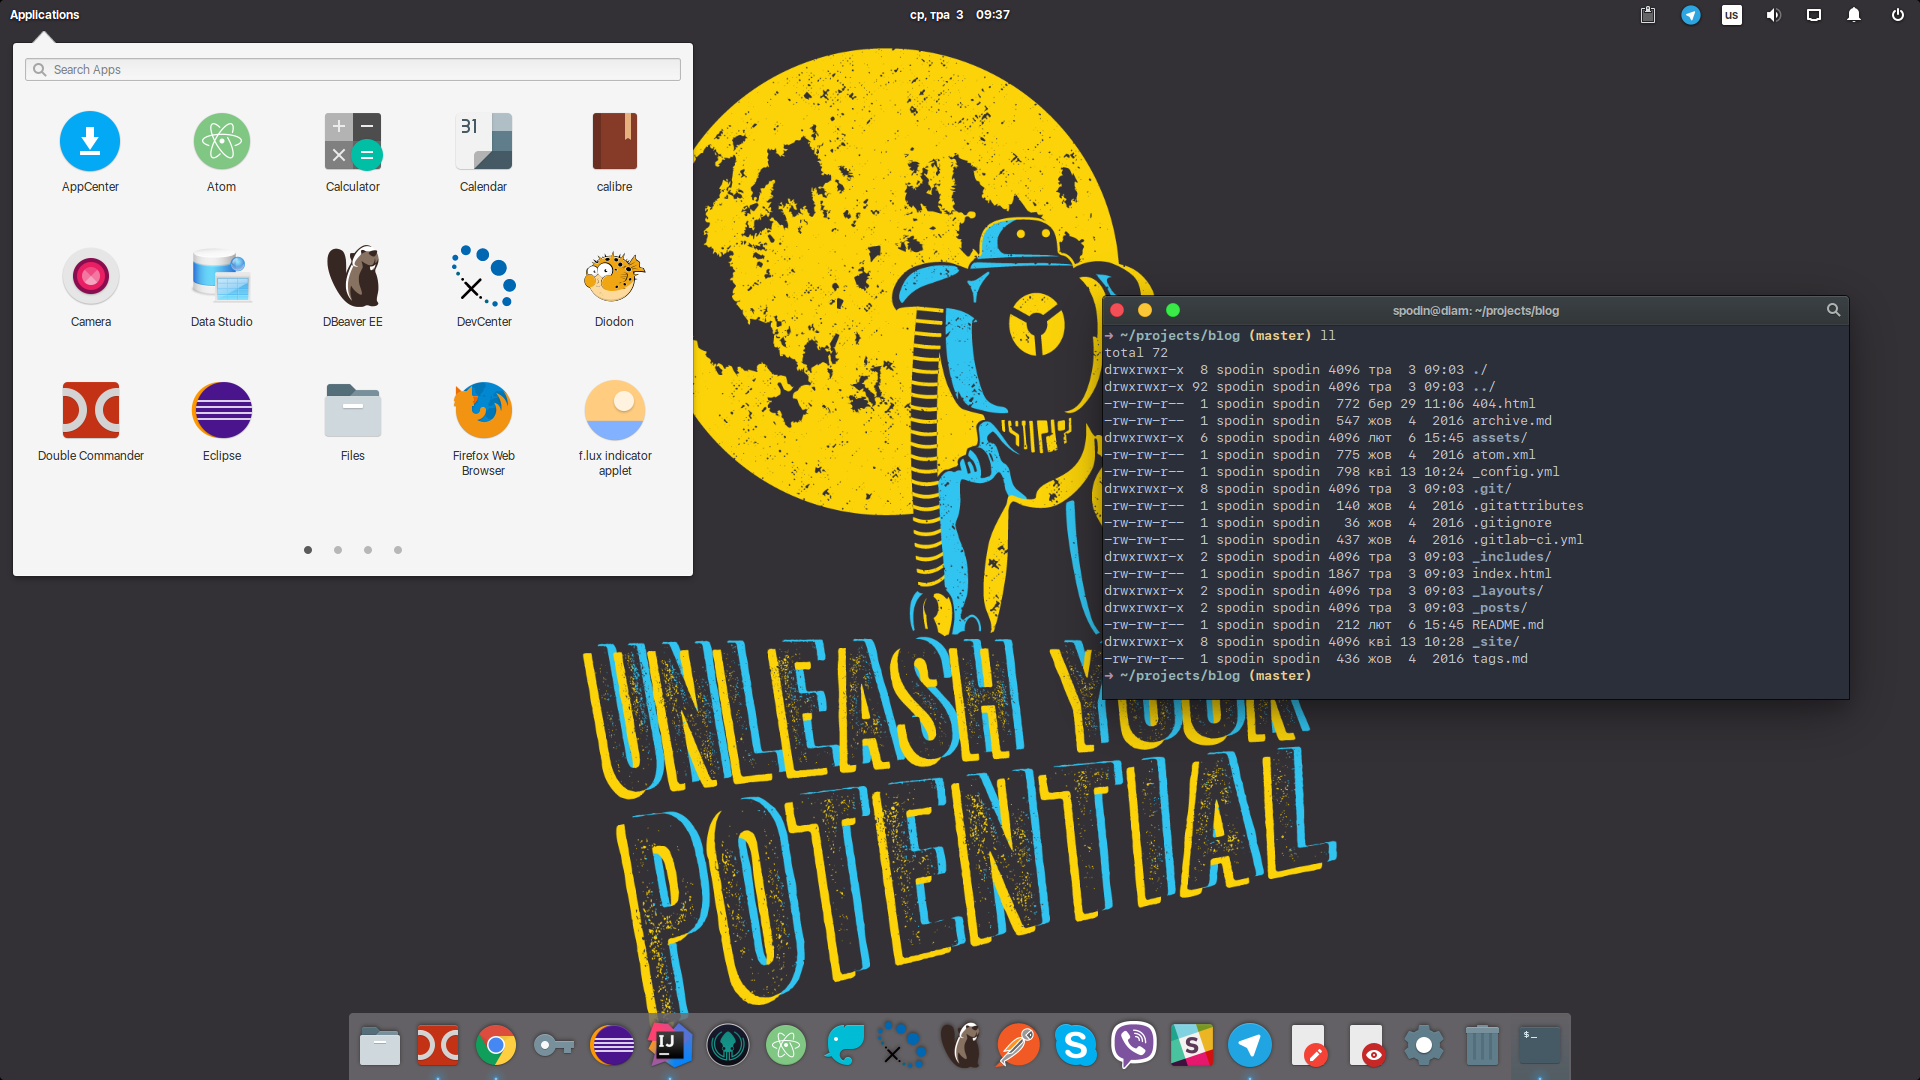 Applications
ср, тра 3 09:37
us
Search Apps
AppCenter
Atom
Calculator
31
Calendar
calibre
Camera
Data Studio
DBeaver EE
DevCenter
Diodon
Double Commander
Eclipse
Files
Firefox Web
Browser
f.lux indicator
applet
spodin@diam: ~/projects/blog
➜ ~/projects/blog (master) ll
total 72
drwxrwxr-x 8 spodin spodin 4096 тра 3 09:03 ./
drwxrwxr-x 92 spodin spodin 4096 тра 3 09:03 ../
-rw-rw-r-- 1 spodin spodin 772 бер 29 11:06 404.html
-rw-rw-r-- 1 spodin spodin 547 жов 4 2016 archive.md
drwxrwxr-x 6 spodin spodin 4096 лют 6 15:45 assets/
-rw-rw-r-- 1 spodin spodin 775 жов 4 2016 atom.xml
-rw-rw-r-- 1 spodin spodin 798 кві 13 10:24 _config.yml
drwxrwxr-x 8 spodin spodin 4096 тра 3 09:03 .git/
-rw-rw-r-- 1 spodin spodin 140 жов 4 2016 .gitattributes
-rw-rw-r-- 1 spodin spodin 36 жов 4 2016 .gitignore
-rw-rw-r-- 1 spodin spodin 437 жов 4 2016 .gitlab-ci.yml
drwxrwxr-x 2 spodin spodin 4096 тра 3 09:03 _includes/
-rw-rw-r-- 1 spodin spodin 1867 тра 3 09:03 index.html
drwxrwxr-x 2 spodin spodin 4096 тра 3 09:03 _layouts/
drwxrwxr-x 2 spodin spodin 4096 тра 3 09:03 _posts/
-rw-rw-r-- 1 spodin spodin 212 лют 6 15:45 README.md
drwxrwxr-x 8 spodin spodin 4096 кві 13 10:28 _site/
-rw-rw-r-- 1 spodin spodin 436 жов 4 2016 tags.md
➜ ~/projects/blog (master)
UNLEASH YOUR
POTENTIAL
IJ
S
S
$_